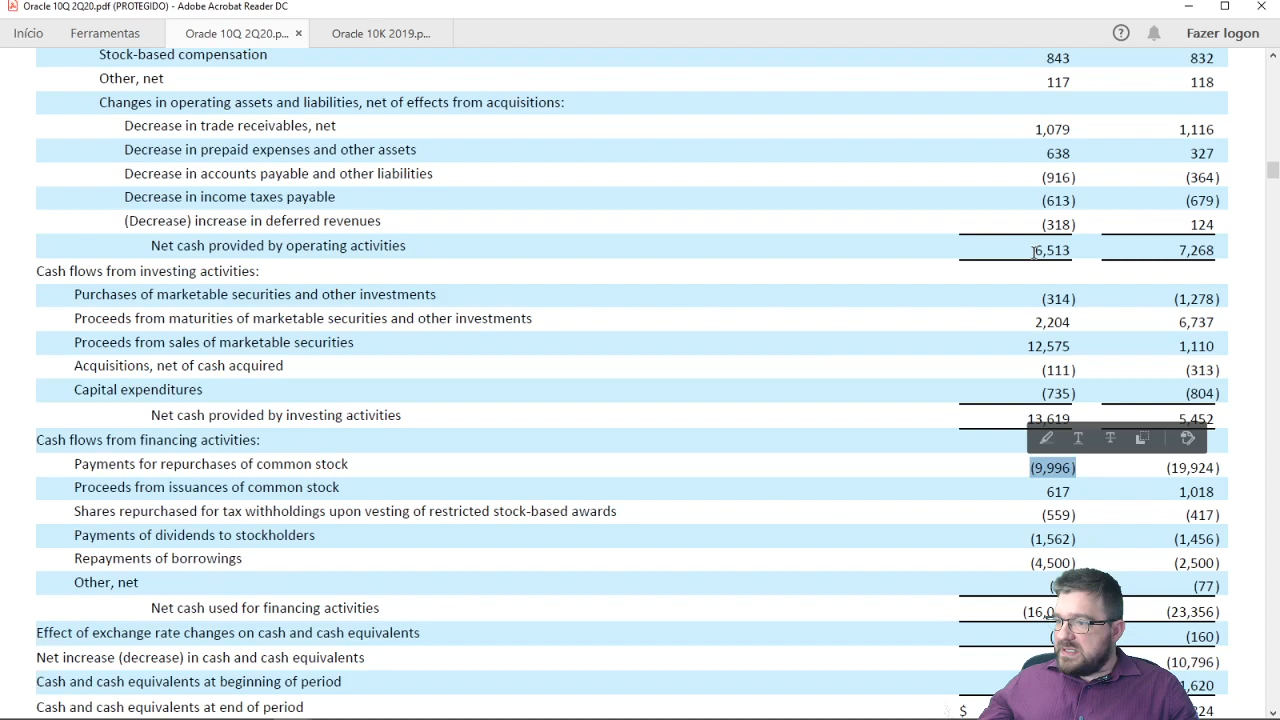 Oracle 10Q 2Q20.pdf (PROTEGIDO) - Adobe Acrobat Reader DC
Início Ferramentas Oracle 10Q 2Q20.p... × Oracle 10K 2019.p... Fazer logon
Stock-based compensation 843 832
Other, net 117 118
Changes in operating assets and liabilities, net of effects from acquisitions:
Decrease in trade receivables, net 1,079 1,116
Decrease in prepaid expenses and other assets 638 327
Decrease in accounts payable and other liabilities (916) (364)
Decrease in income taxes payable (613) (679)
(Decrease) increase in deferred revenues (318) 124
Net cash provided by operating activities 6,513 7,268
Cash flows from investing activities:
Purchases of marketable securities and other investments (314) (1,278)
Proceeds from maturities of marketable securities and other investments 2,204 6,737
Proceeds from sales of marketable securities 12,575 1,110
Acquisitions, net of cash acquired (111) (313)
Capital expenditures (735) (804)
Net cash provided by investing activities 13,619 5,452
Cash flows from financing activities:
Payments for repurchases of common stock (9,996) (19,924)
Proceeds from issuances of common stock 617 1,018
Shares repurchased for tax withholdings upon vesting of restricted stock-based awards (559) (417)
Payments of dividends to stockholders (1,562) (1,456)
Repayments of borrowings (4,500) (2,500)
Other, net (77)
Net cash used for financing activities (23,356)
Effect of exchange rate changes on cash and cash equivalents (160)
Net increase (decrease) in cash and cash equivalents (10,796)
Cash and cash equivalents at beginning of period
Cash and cash equivalents at end of period $